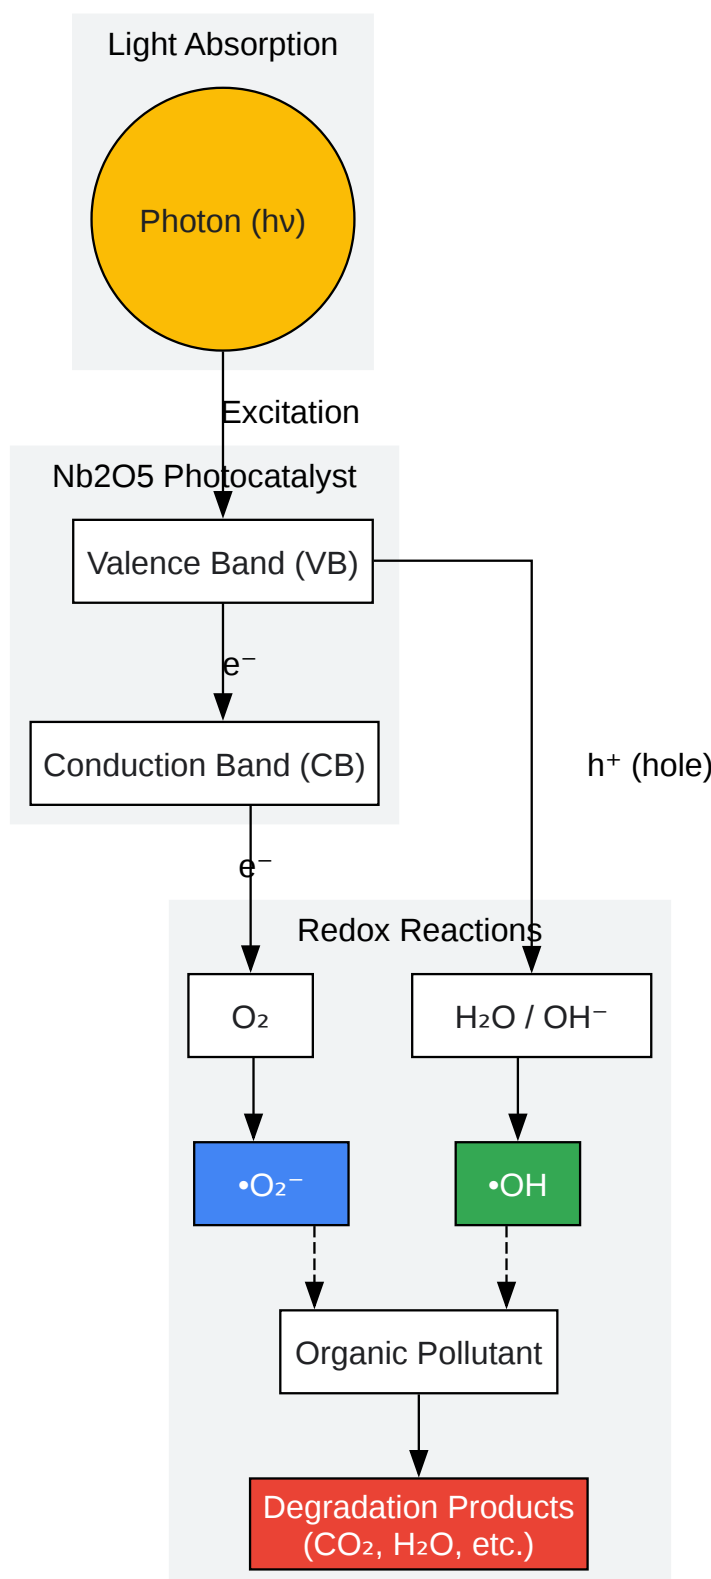 Light Absorption
Photon (hν)
Excitation
Nb2O5 Photocatalyst
Valence Band (VB)
e⁻
Conduction Band (CB)
h⁺ (hole)
e⁻
Redox Reactions
O₂
H₂O / OH⁻
•O₂⁻
•OH
Organic Pollutant
Degradation Products
(CO₂, H₂O, etc.)